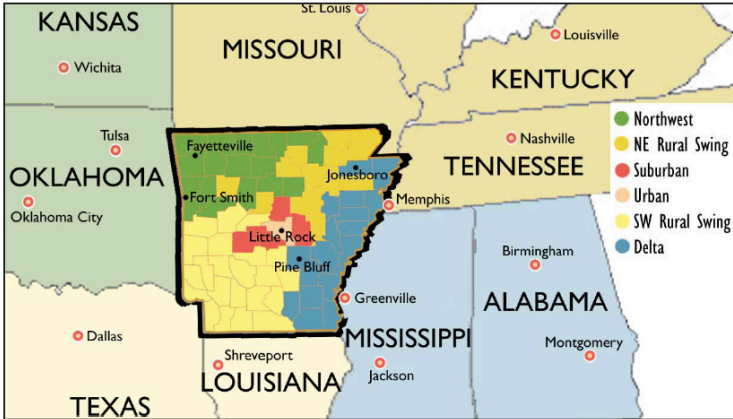 KANSAS
St. Louis
MISSOURI
Louisville
Wichita
KENTUCKY
Northwest
NE Rural Swing
Suburban
Urban
SW Rural Swing
Delta
Tulsa
Fayetteville
Nashville
TENNESSEE
Jonesboro
OKLAHOMA
Fort Smith
Memphis
Oklahoma City
Little Rock
Pine Bluff
Birmingham
Greenville
ALABAMA
MISSISSIPPI
Dallas
Shreveport
Montgomery
Jackson
LOUISIANA
TEXAS